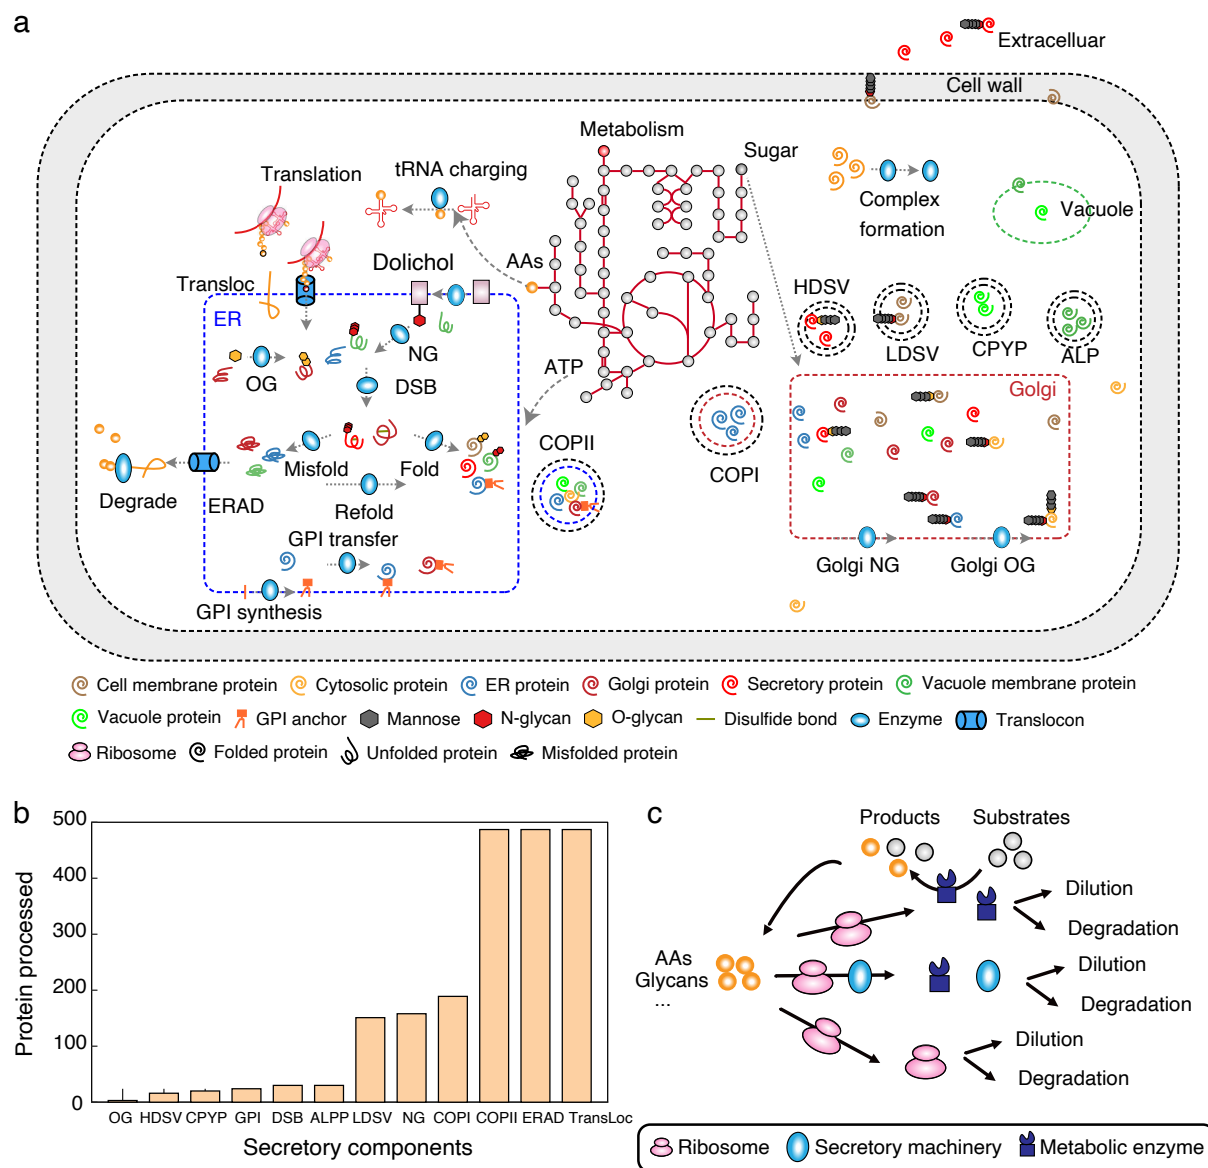 a
Extracelluar
Cell wall
Metabolism
Sugar
tRNA charging
Translation
Complex
formation
Vacuole
AAs
Dolichol
Transloc
ER
HDSV
LDSV
CPYP
ALP
NG
OG
DSB
ATP
Golgi
COPII
COPI
Misfold
Fold
Degrade
ERAD
Refold
GPI transfer
Golgi NG
Golgi OG
GPI synthesis
Cell membrane protein
Cytosolic protein
ER protein
Golgi protein
Secretory protein
Vacuole membrane protein
Vacuole protein
GPI anchor
Mannose
N-glycan
O-glycan
Disulfide bond
Enzyme
Translocon
Ribosome
Folded protein
Unfolded protein
Misfolded protein
b
500
400
300
200
100
0
Protein processed
OG HDSV CPYP GPI DSB ALPP LDSV NG COPI COPII ERAD TransLoc
Secretory components
c
Products
Substrates
Dilution
Degradation
AAs
Glycans
...
Dilution
Degradation
Dilution
Degradation
Ribosome
Secretory machinery
Metabolic enzyme